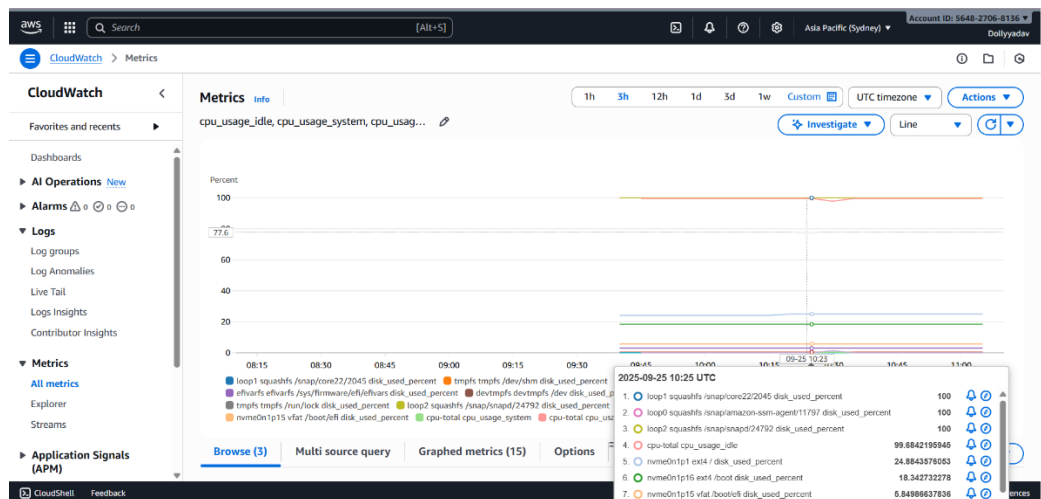 aws
Search [Alt+S] Asia Pacific (Sydney) Account ID: 5648-2706-8136
Dollyyadav
CloudWatch > Metrics
CloudWatch
Favorites and recents
Dashboards
AI Operations New
Alarms 0 0 0
Logs
Log groups
Log Anomalies
Live Tail
Logs Insights
Contributor Insights
Metrics
All metrics
Explorer
Streams
Application Signals
(APM)
Metrics Info
1h 3h 12h 1d 3d 1w Custom UTC timezone Actions
cpu_usage_idle, cpu_usage_system, cpu_usag...
Investigate Line
Percent
100
77.6
60
40
20
0
08:15 08:30 08:45 09:00 09:15 09:30 09:45 10:00 10:15 09-25 10:23 10:45 11:00
loop1 squashfs /snap/core22/2045 disk_used_percent tmpfs tmpfs /dev/shm disk_used_percent
efivarfs efivarfs /sys/firmware/efi/efivars disk_used_percent devtmpfs devtmpfs /dev disk_used_p
tmpfs tmpfs /run/lock disk_used_percent loop2 squashfs /snap/snapd/24792 disk_used_percent
nvme0n1p15 vfat /boot/efi disk_used_percent cpu-total cpu_usage_system cpu-total cpu_usa
Browse (3) Multi source query Graphed metrics (15) Options
2025-09-25 10:25 UTC
1. loop1 squashfs /snap/core22/2045 disk_used_percent 100
2. loop0 squashfs /snap/amazon-ssm-agent/11797 disk_used_percent 100
3. loop2 squashfs /snap/snapd/24792 disk_used_percent 100
4. cpu-total cpu_usage_idle 99.6842195945
5. nvme0n1p1 ext4 / disk_used_percent 24.8843576053
6. nvme0n1p16 ext4 /boot disk_used_percent 18.342732278
7. nvme0n1p15 vfat /boot/efi disk_used_percent 5.84986637836
CloudShell Feedback